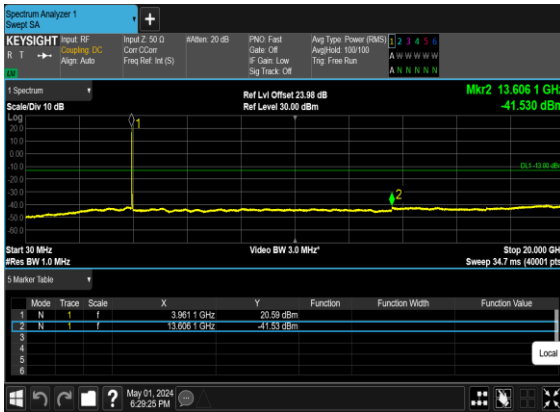 Spectrum Analyzer 1
Swept SA
+
KEYSIGHT Input: RF Input Z: 50 Ω #Atten: 20 dB PNO: Fast Avg Type: Power (RMS) 1 2 3 4 5 6
R T Coupling: DC Corr CCorr Gate: Off Avg|Hold: 100/100 A W W W W W
Align: Auto Freq Ref: Int (S) IF Gain: Low Trig: Free Run
LXI Sig Track: Off A N N N N N
1 Spectrum Ref Lvl Offset 23.98 dB Mkr2 13.606 1 GHz
Scale/Div 10 dB Ref Level 30.00 dBm -41.530 dBm
Log
1
20.0
10.0
0.00
-10.0
DL1 -13.00 dBm
-20.0
-30.0
2
-40.0
-50.0
-60.0
Start 30 MHz Video BW 3.0 MHz* Stop 20.000 GHz
#Res BW 1.0 MHz Sweep 34.7 ms (40001 pts)
5 Marker Table
Mode Trace Scale X Y Function Function Width Function Value
1 N 1 f 3.961 1 GHz 20.59 dBm
2 N 1 f 13.606 1 GHz -41.53 dBm
3
4
5
6
Local
? May 01, 2024
6:29:25 PM